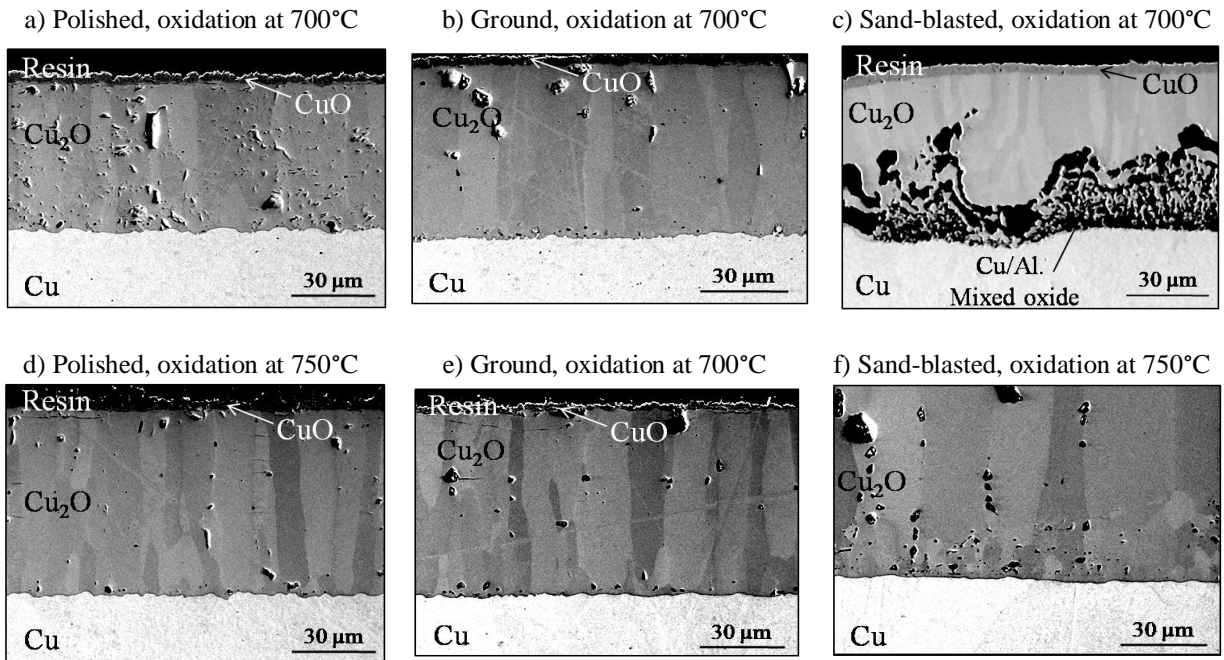 a) Polished, oxidation at 700°C
b) Ground, oxidation at 700°C
c) Sand-blasted, oxidation at 700°C
Resin
CuO
Cu₂O
Cu
30 µm
CuO
Cu₂O
Cu
30 µm
Resin
CuO
Cu₂O
Cu/Al.
Mixed oxide
Cu
30 µm
d) Polished, oxidation at 750°C
e) Ground, oxidation at 700°C
f) Sand-blasted, oxidation at 750°C
Resin
CuO
Cu₂O
Cu
30 µm
Resin
CuO
Cu₂O
Cu
30 µm
Cu₂O
Cu
30 µm